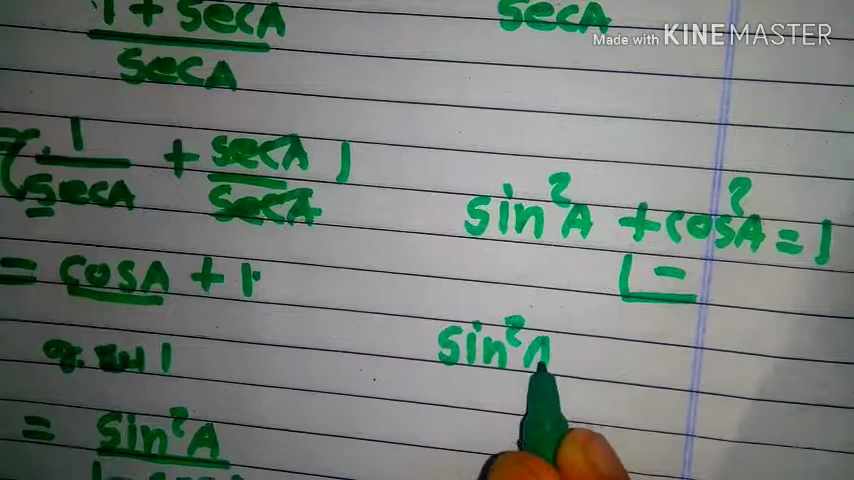 1 + secA
secA
1/secA + secA/secA
= cosA + 1
= sin²A
secA
sin²A + cos²A = 1
sin²A
Made with KINEMASTER